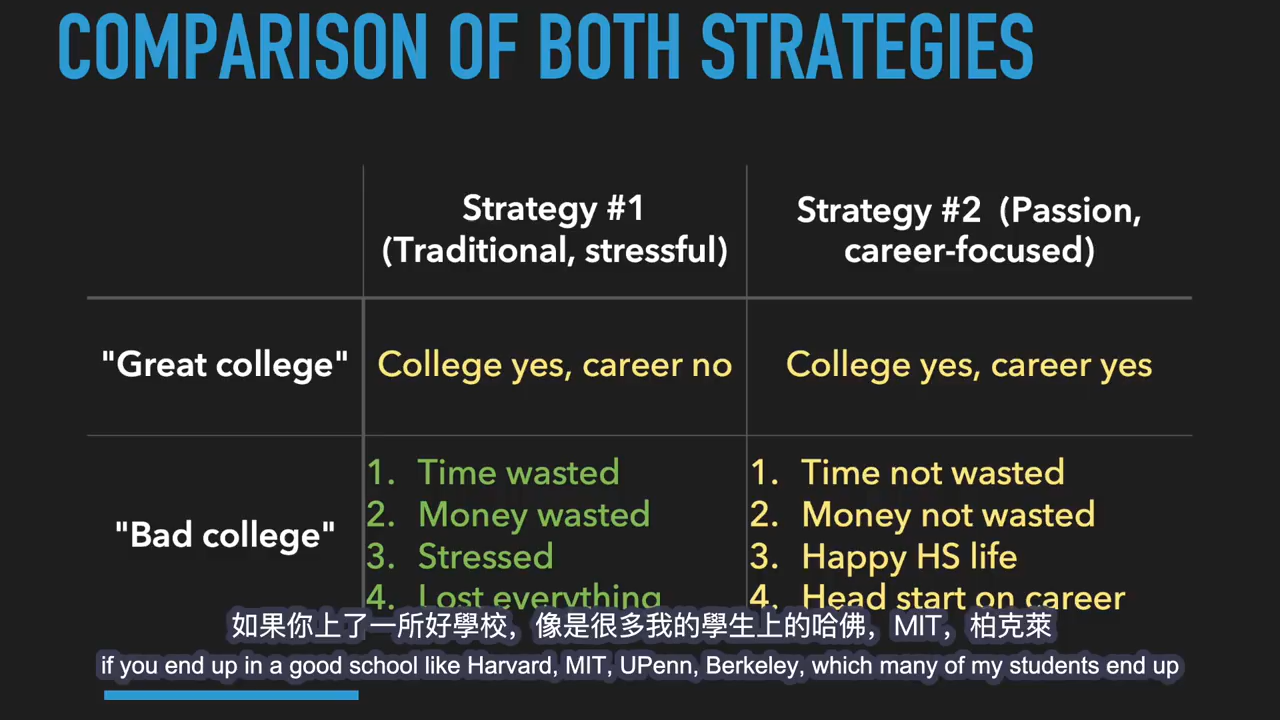 COMPARISON OF BOTH STRATEGIES
Strategy #1
(Traditional, stressful)
Strategy #2 (Passion,
career-focused)
"Great college"
College yes, career no
College yes, career yes
"Bad college"
1. Time wasted
2. Money wasted
3. Stressed
4. Lost everything
1. Time not wasted
2. Money not wasted
3. Happy HS life
4. Head start on career
如果你上了一所好學校，像是很多我的學生上的哈佛，MIT，柏克萊
if you end up in a good school like Harvard, MIT, UPenn, Berkeley, which many of my students end up